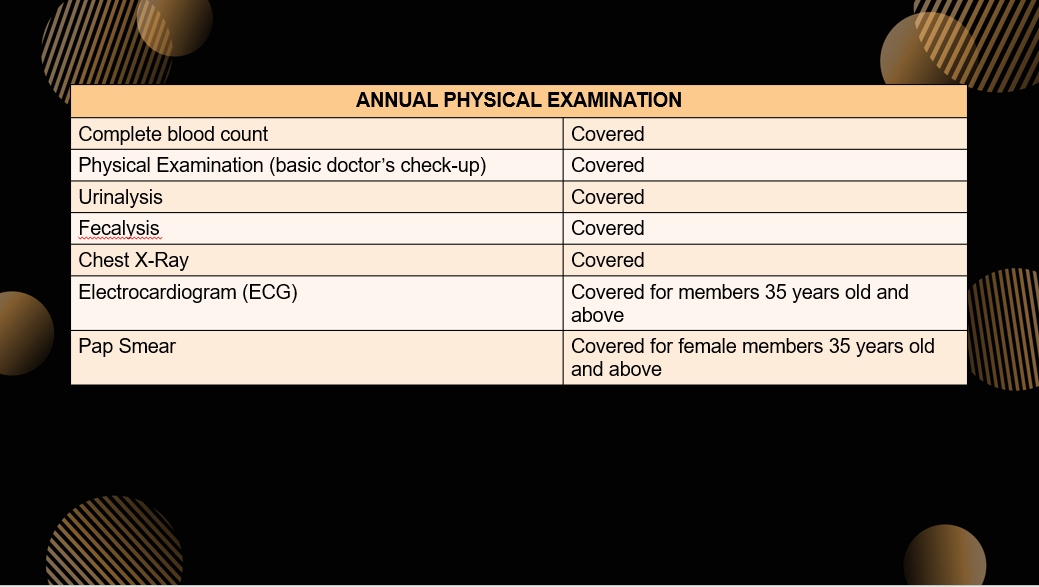 ANNUAL PHYSICAL EXAMINATION
Complete blood count Covered
Physical Examination (basic doctor’s check-up) Covered
Urinalysis Covered
Fecalysis Covered
Chest X-Ray Covered
Electrocardiogram (ECG) Covered for members 35 years old and
above
Pap Smear Covered for female members 35 years old
and above